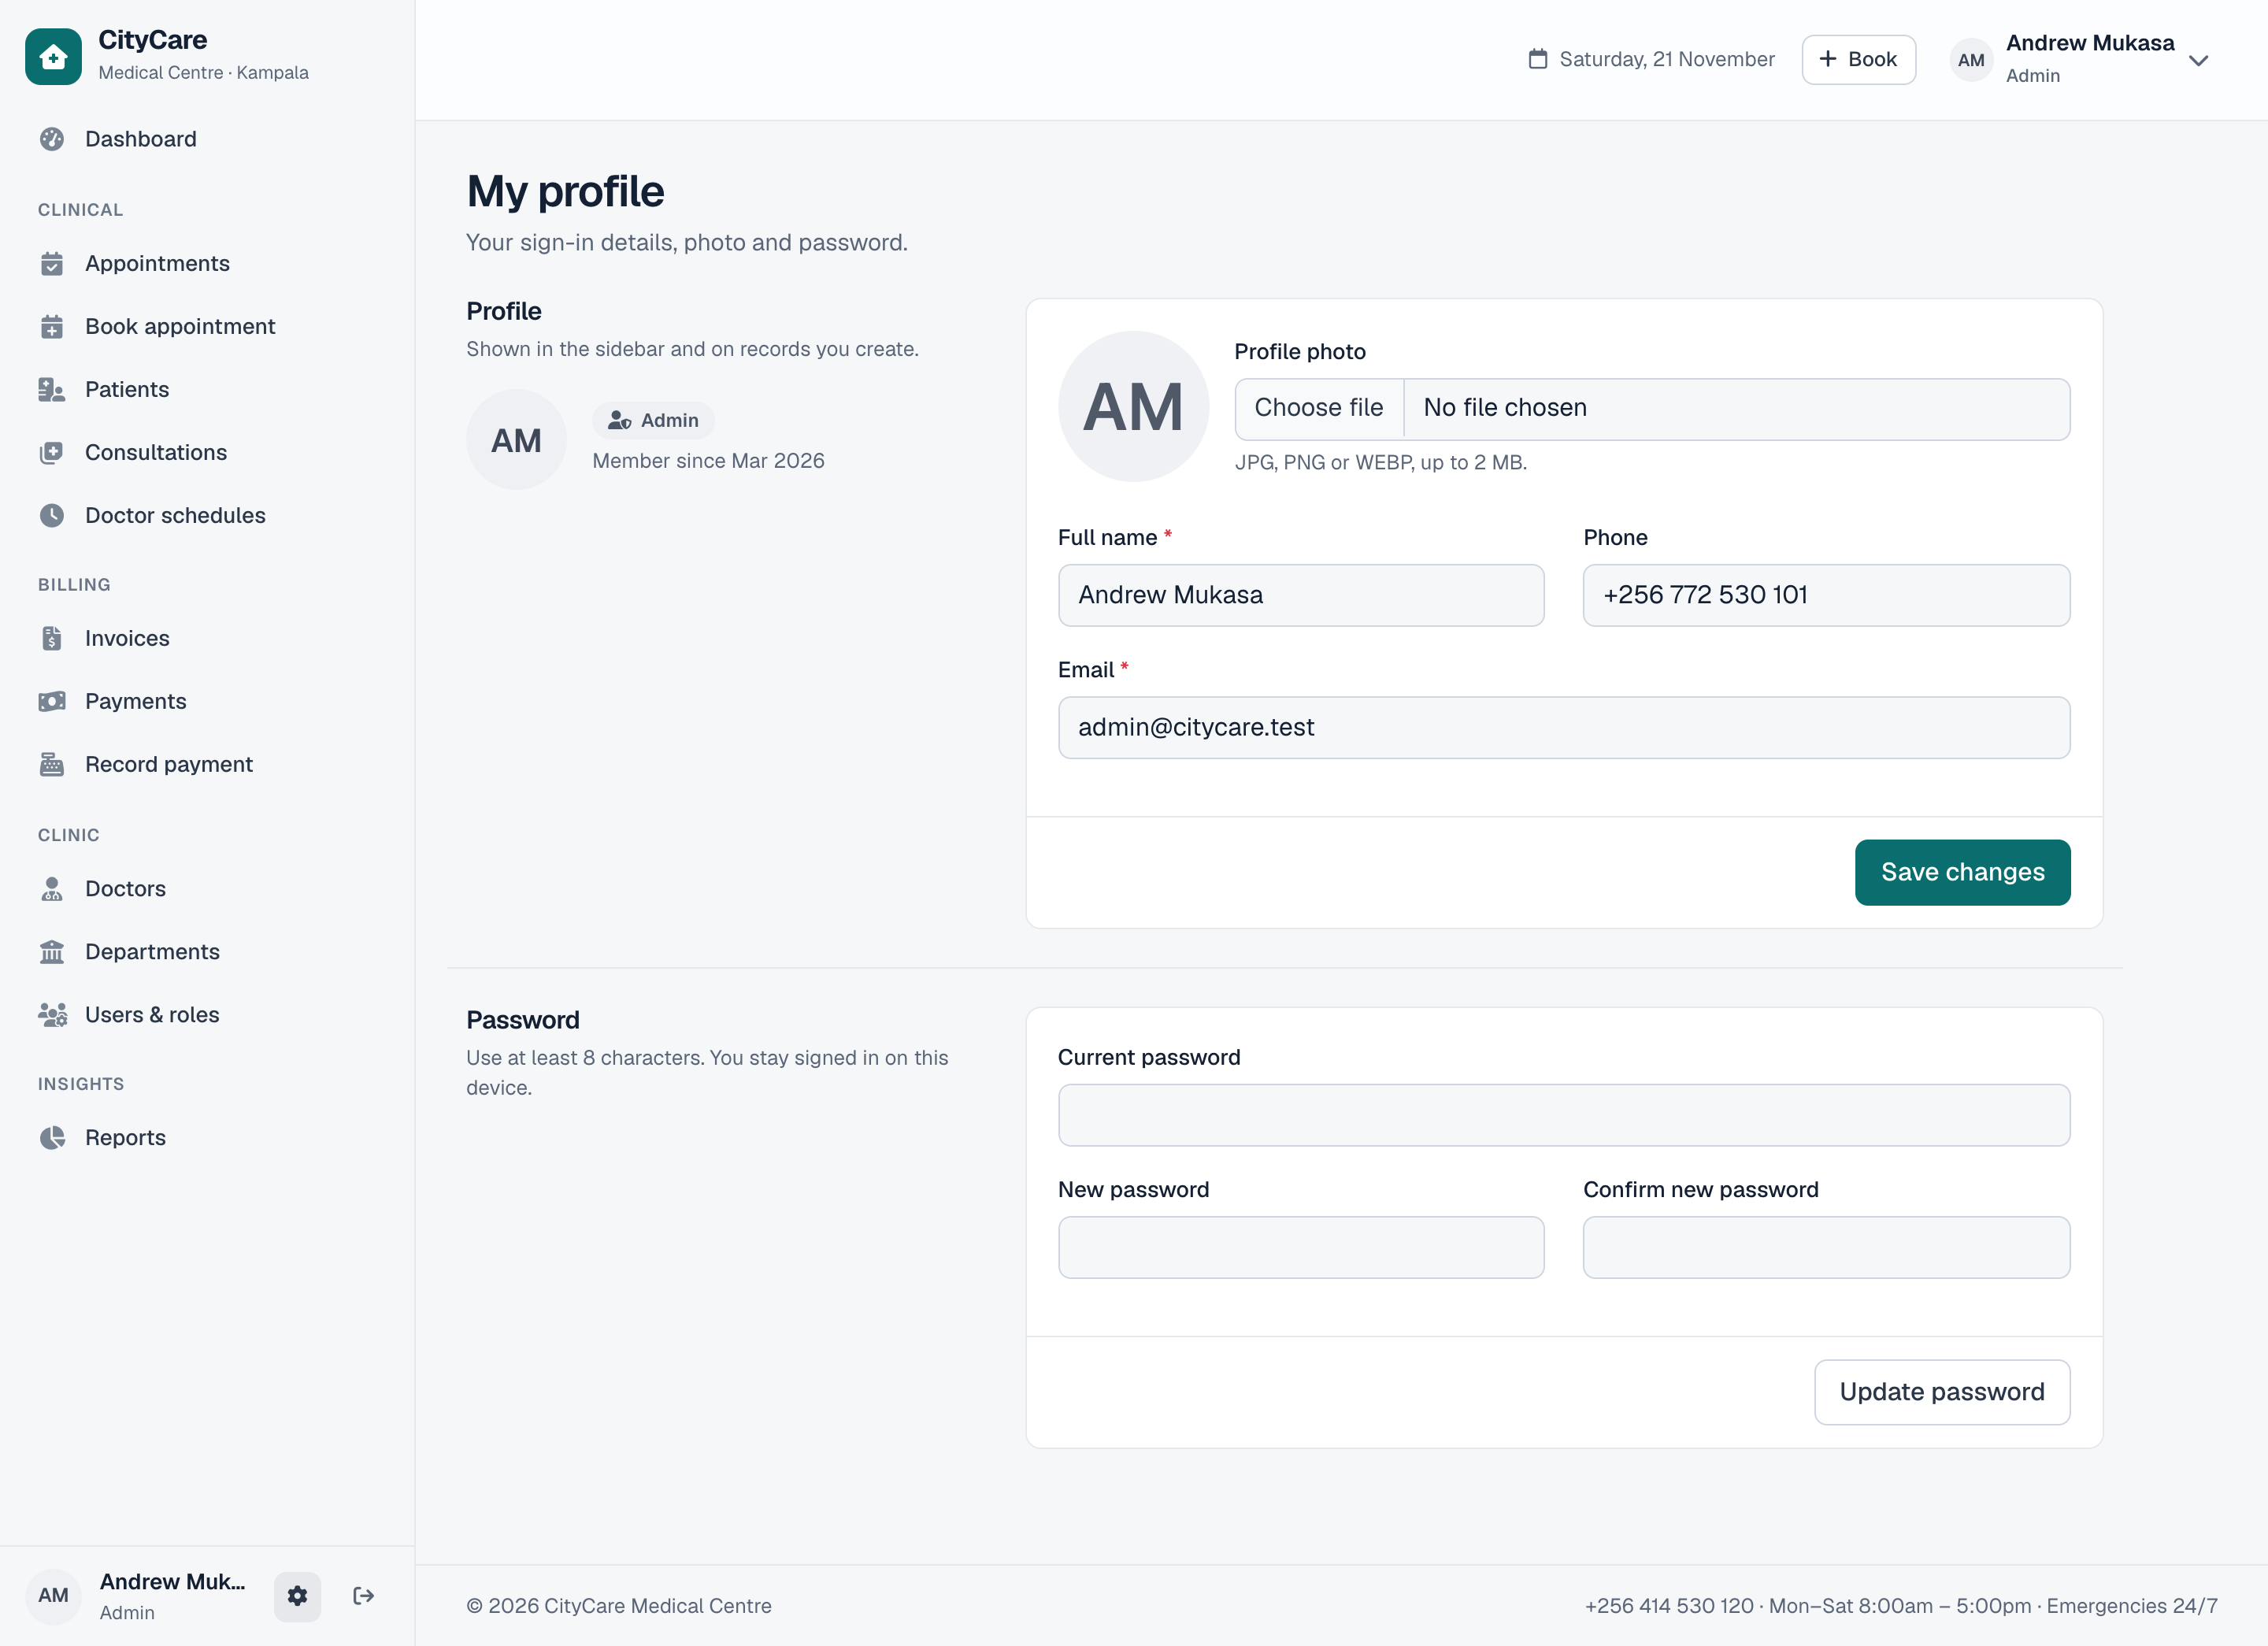 CityCare
Medical Centre · Kampala
Dashboard
CLINICAL
Appointments
Book appointment
Patients
Consultations
Doctor schedules
BILLING
Invoices
Payments
Record payment
CLINIC
Doctors
Departments
Users & roles
INSIGHTS
Reports
AM
Andrew Muk...
Admin
Saturday, 21 November
+ Book
AM
Andrew Mukasa
Admin
My profile
Your sign-in details, photo and password.
Profile
Shown in the sidebar and on records you create.
AM
Admin
Member since Mar 2026
AM
Profile photo
Choose file No file chosen
JPG, PNG or WEBP, up to 2 MB.
Full name *
Andrew Mukasa
Phone
+256 772 530 101
Email *
admin@citycare.test
Save changes
Password
Use at least 8 characters. You stay signed in on this
device.
Current password
New password
Confirm new password
Update password
© 2026 CityCare Medical Centre
+256 414 530 120 · Mon–Sat 8:00am – 5:00pm · Emergencies 24/7